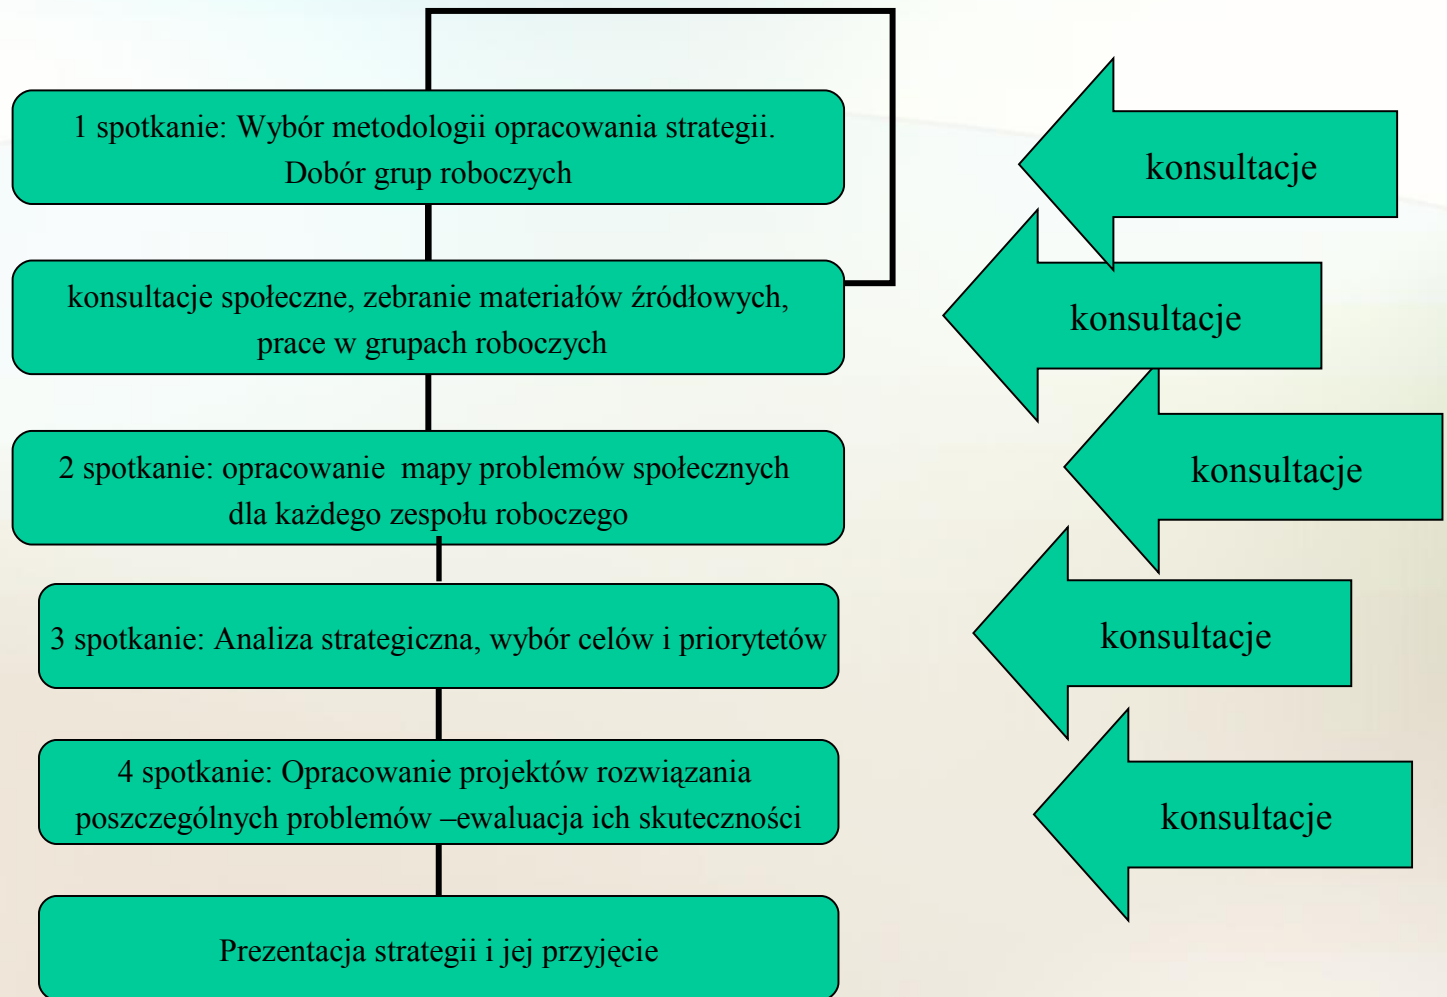 1 spotkanie: Wybór metodologii opracowania strategii.
Dobór grup roboczych
konsultacje
konsultacje społeczne, zebranie materiałów źródłowych,
prace w grupach roboczych
konsultacje
2 spotkanie: opracowanie  mapy problemów społecznych
dla każdego zespołu roboczego
konsultacje
3 spotkanie: Analiza strategiczna, wybór celów i priorytetów
konsultacje
4 spotkanie: Opracowanie projektów rozwiązania
poszczególnych problemów –ewaluacja ich skuteczności
konsultacje
Prezentacja strategii i jej przyjęcie